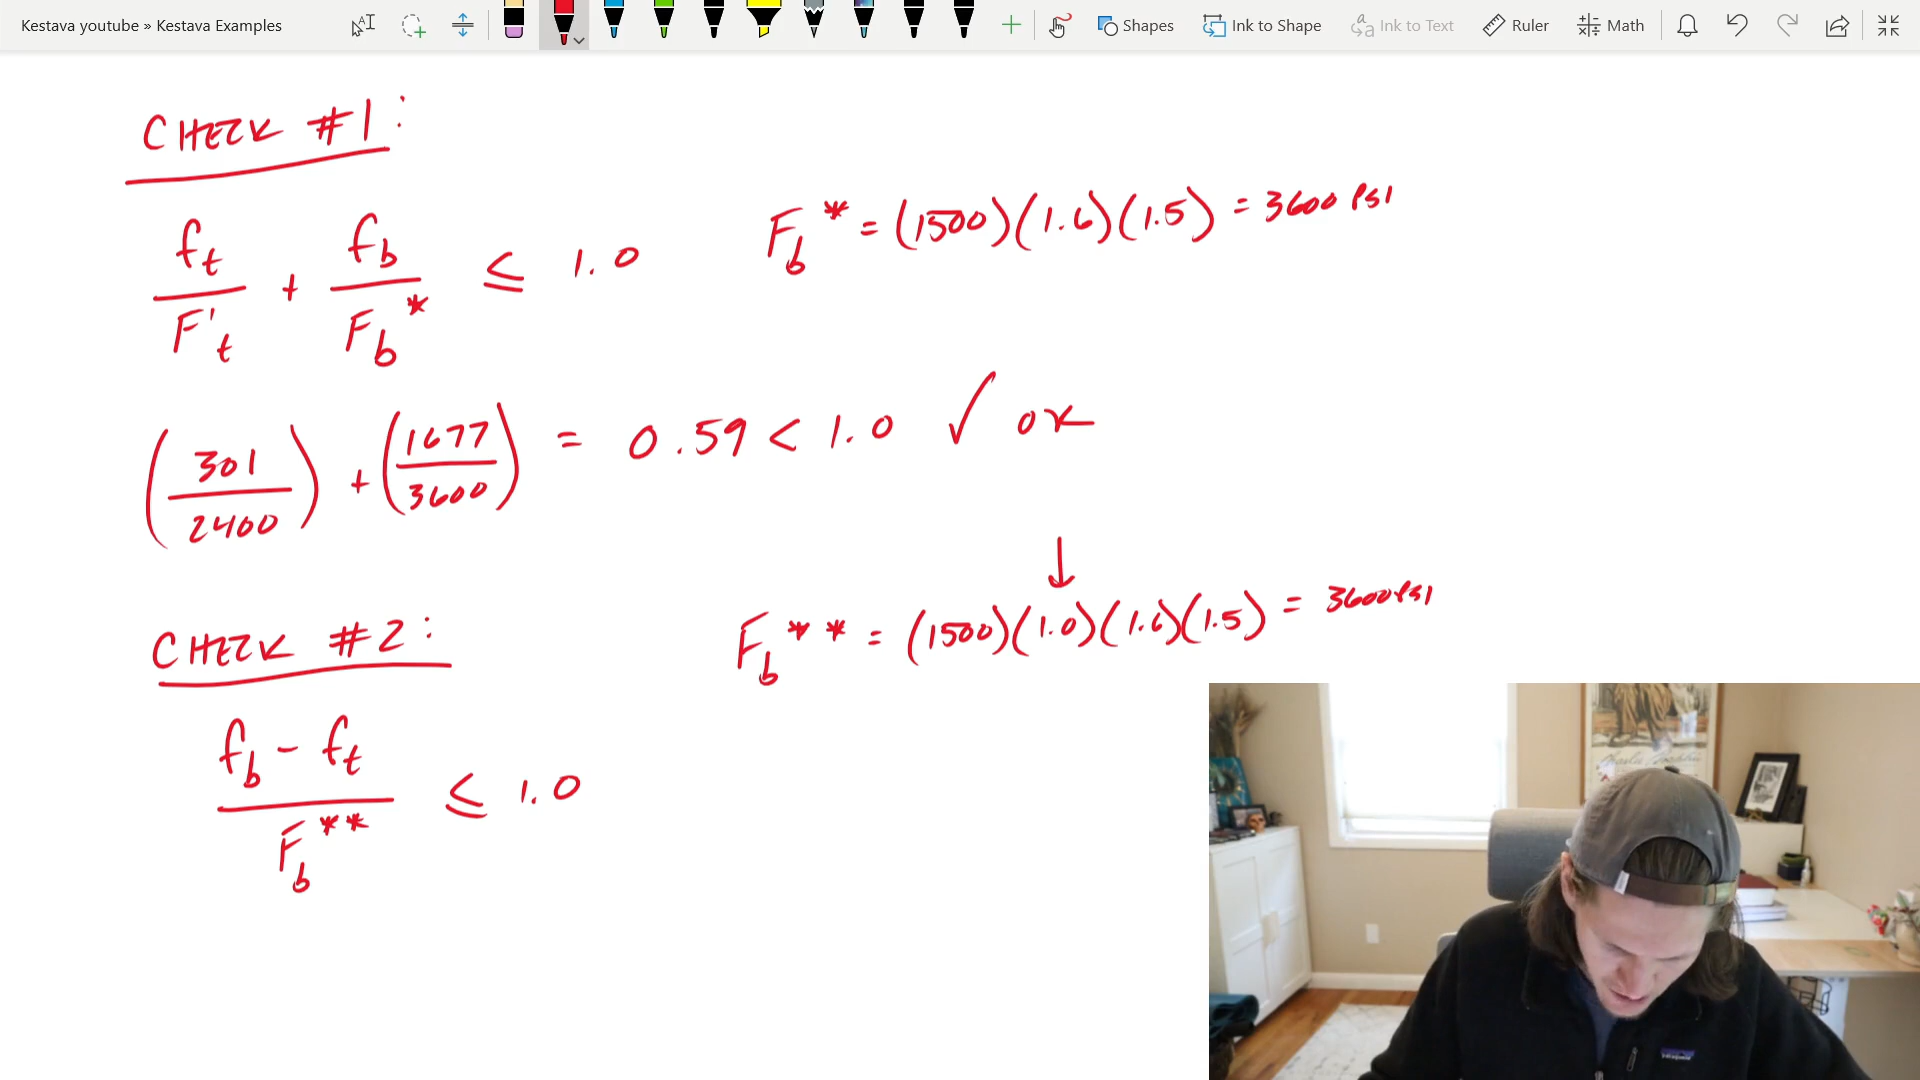 Kestava youtube » Kestava Examples
Shapes
Ink to Shape
Ink to Text
Ruler
Math
CHECK #1:
f_t / F'_t + f_b / F_b* ≤ 1.0
F_b* = (1500)(1.6)(1.5) = 3600 PSI
(301 / 2400) + (1677 / 3600) = 0.59 < 1.0 ✓ OK
CHECK #2:
↓
F_b** = (1500)(1.0)(1.6)(1.5) = 3600 PSI
f_b - f_t / F_b** ≤ 1.0
patagonia